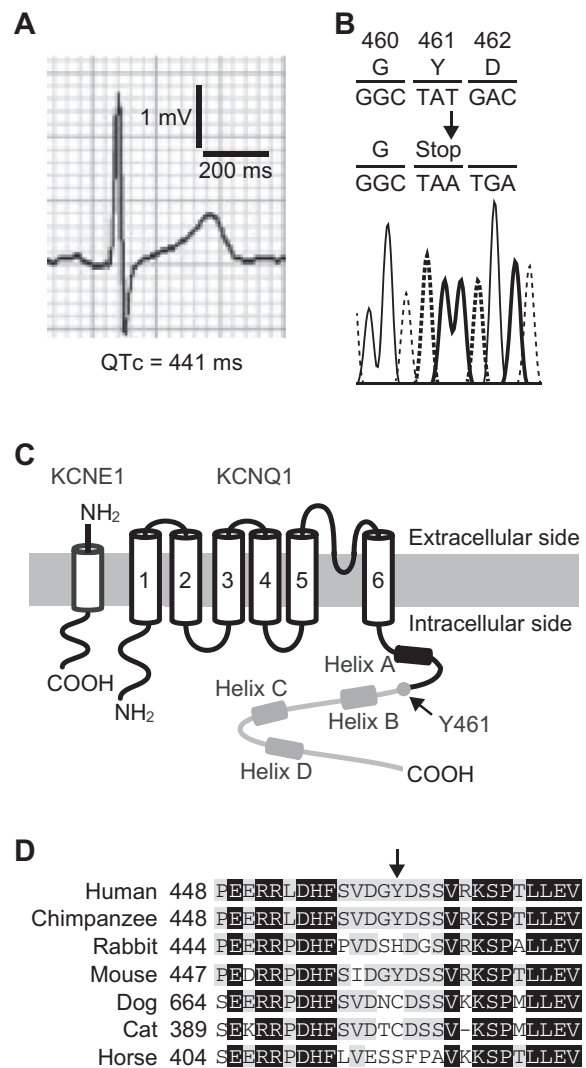 A
1 mV
200 ms
QTc = 441 ms
B
460 461 462
G Y D
GGC TAT GAC
G Stop
GGC TAA TGA
C
KCNE1 KCNQ1
NH2
Extracellular side
1 2 3 4 5 6
Intracellular side
COOH
NH2
Helix A
Helix C
Helix B
Y461
Helix D
COOH
D
Human 448 PEERRLDHFSVDGYDSSVRKSPTLLEV
Chimpanzee 448 PEERRLDHFSVDGYDSSVRKSPTLLEV
Rabbit 444 PEERRPDHFPVDSHDGSVRKSPALLEV
Mouse 447 PEDRRPDHFSIDGYDSSVRKSPTLLEV
Dog 664 SEERRPDHFSVDNCDSSVKKSPMLLEV
Cat 389 SEKRRPDHFSVDTCDSSV-KSPMLLEV
Horse 404 SEERRPDHFLVESSFPAVKKSPTLLEV